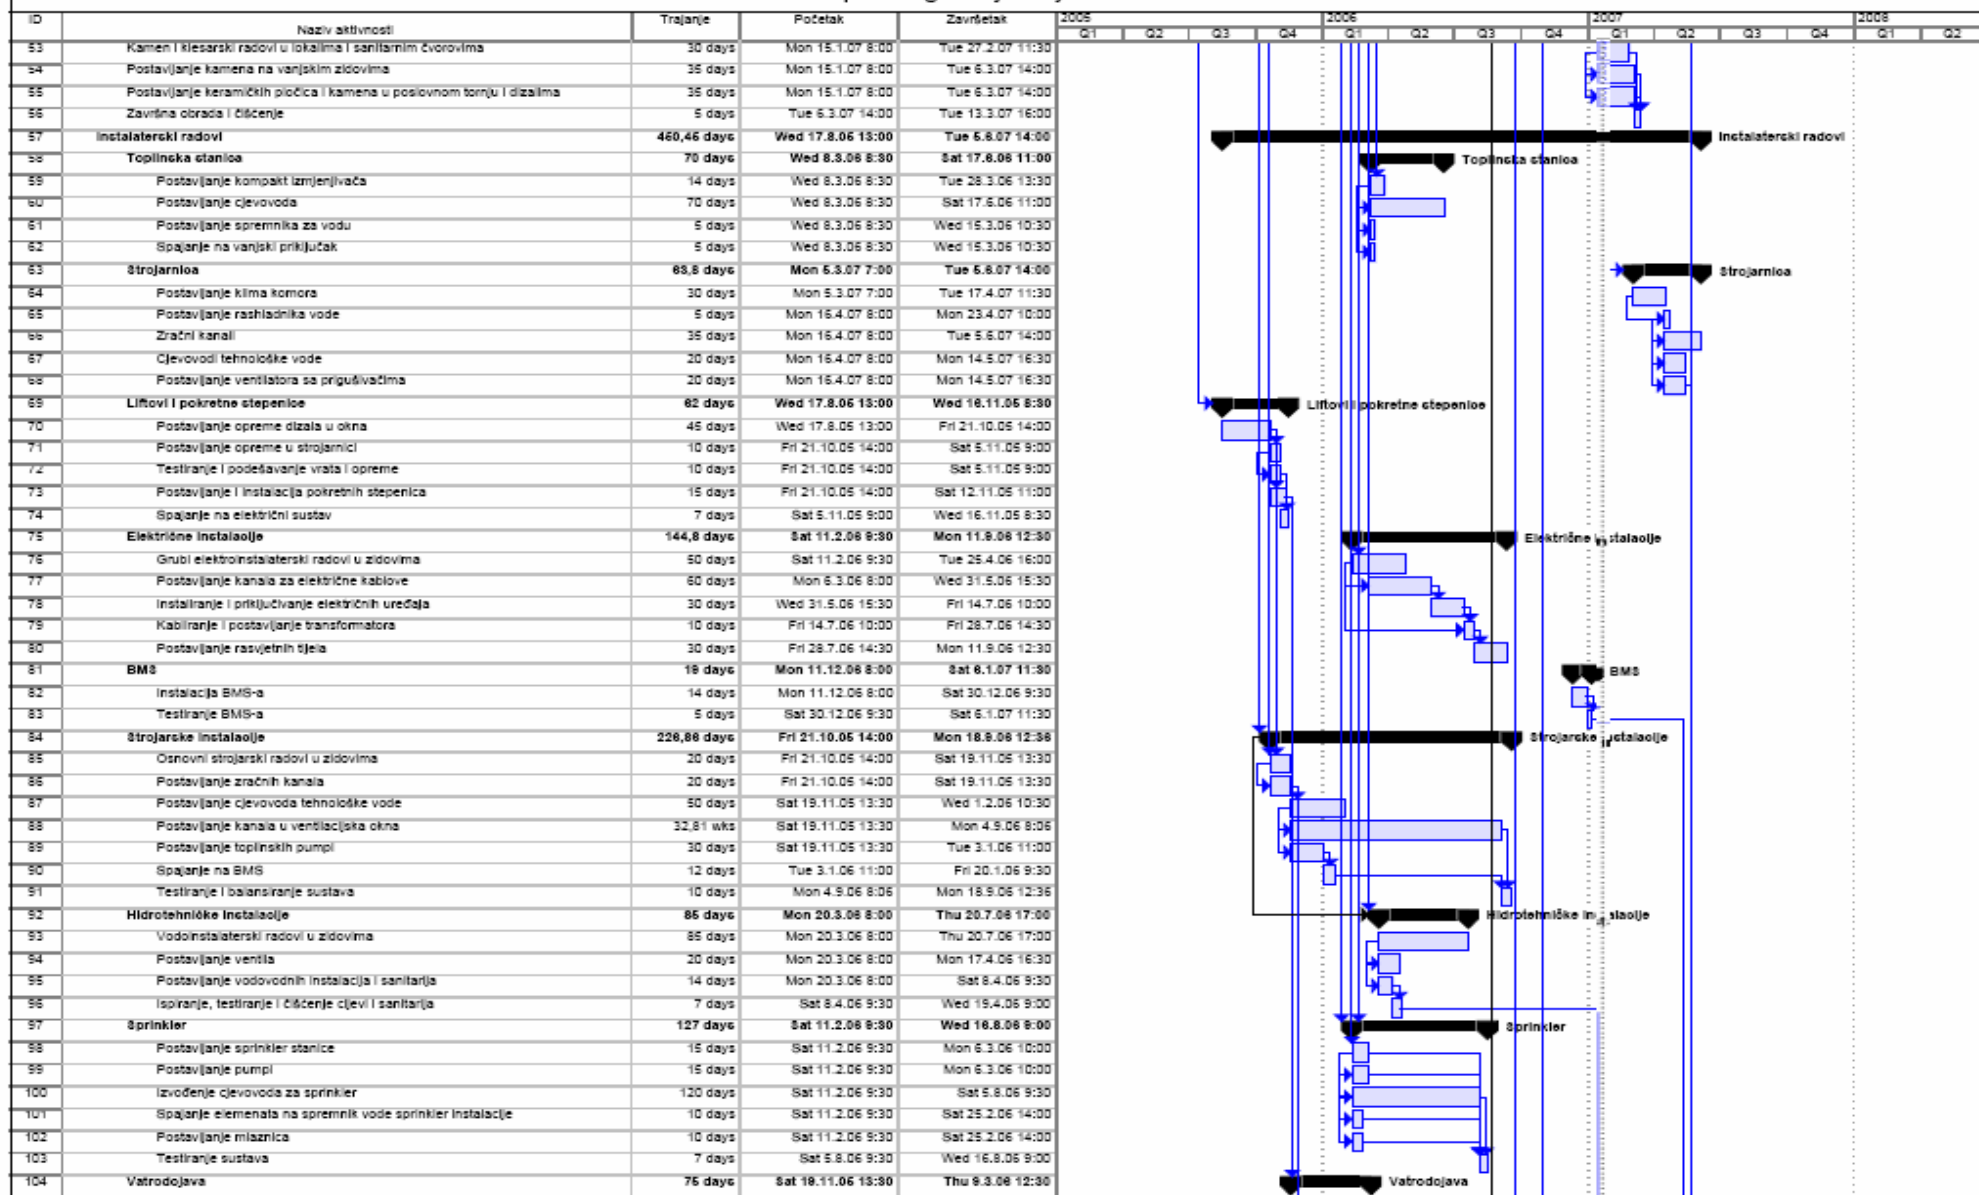 ID Naziv aktivnosti Trajanje Početak Završetak 2005 2006 2007 2008
Q1 Q2 Q3 Q4 Q1 Q2 Q3 Q4 Q1 Q2 Q3 Q4 Q1 Q2
53 Kamen i klesarski radovi u lokalima i sanitarnim čvorovima 30 days Mon 15.1.07 8:00 Tue 27.2.07 11:30
54 Postavljanje kamena na vanjskim zidovima 35 days Mon 15.1.07 8:00 Tue 6.3.07 14:00
55 Postavljanje keramičkih pločica i kamena u poslovnom tornju i dizalima 35 days Mon 15.1.07 8:00 Tue 6.3.07 14:00
56 Završna obrada i čišćenje 5 days Tue 6.3.07 14:00 Tue 13.3.07 16:00
57 Instalaterski radovi 460,46 days Wed 17.8.05 13:00 Tue 5.6.07 14:00 Instalaterski radovi
58 Toplinska stanica 70 days Wed 8.3.06 8:30 Sat 17.6.06 11:00 Toplinska stanica
59 Postavljanje kompakt izmjenjivača 14 days Wed 8.3.06 8:30 Tue 28.3.06 13:30
60 Postavljanje cjevovoda 70 days Wed 8.3.06 8:30 Sat 17.6.06 11:00
61 Postavljanje spremnika za vodu 5 days Wed 8.3.06 8:30 Wed 15.3.06 10:30
62 Spajanje na vanjski priključak 5 days Wed 8.3.06 8:30 Wed 15.3.06 10:30
63 Strojarnica 63,8 days Mon 5.3.07 7:00 Tue 5.6.07 14:00 Strojarnica
64 Postavljanje klima komora 30 days Mon 5.3.07 7:00 Tue 17.4.07 11:30
65 Postavljanje rashladnika vode 5 days Mon 16.4.07 8:00 Mon 23.4.07 10:00
66 Zračni kanali 35 days Mon 16.4.07 8:00 Tue 5.6.07 14:00
67 Cjevovodi tehnološke vode 20 days Mon 16.4.07 8:00 Mon 14.5.07 16:30
68 Postavljanje ventilatora sa prigušivačima 20 days Mon 16.4.07 8:00 Mon 14.5.07 16:30
69 Liftovi i pokretne stepenice 62 days Wed 17.8.05 13:00 Wed 16.11.05 8:30 Liftovi i pokretne stepenice
70 Postavljanje opreme dizala u okna 45 days Wed 17.8.05 13:00 Fri 21.10.05 14:00
71 Postavljanje opreme u strojarnici 10 days Fri 21.10.05 14:00 Sat 5.11.05 9:00
72 Testiranje i podešavanje vrata i opreme 10 days Fri 21.10.05 14:00 Sat 5.11.05 9:00
73 Postavljanje i instalacija pokretnih stepenica 15 days Fri 21.10.05 14:00 Sat 12.11.05 11:00
74 Spajanje na električni sustav 7 days Sat 5.11.05 9:00 Wed 16.11.05 8:30
75 Električne instalacije 144,8 days Sat 11.2.06 9:30 Mon 11.9.06 12:30 Električne stalacije
76 Grubi elektroinstalaterski radovi u zidovima 50 days Sat 11.2.06 9:30 Tue 25.4.06 16:00
77 Postavljanje kanala za električne kablove 60 days Mon 6.3.06 8:00 Wed 31.5.06 15:30
78 Instaliranje i priključivanje električnih uređaja 30 days Wed 31.5.06 15:30 Fri 14.7.06 10:00
79 Kabliranje i postavljanje transformatora 10 days Fri 14.7.06 10:00 Fri 28.7.06 14:30
80 Postavljanje rasvjetnih tijela 30 days Fri 28.7.06 14:30 Mon 11.9.06 12:30
81 BMS 19 days Mon 11.12.06 8:00 Sat 6.1.07 11:30 BMS
82 Instalacija BMS-a 14 days Mon 11.12.06 8:00 Sat 30.12.06 9:30
83 Testiranje BMS-a 5 days Sat 30.12.06 9:30 Sat 6.1.07 11:30
84 Strojarske instalacije 226,86 days Fri 21.10.05 14:00 Mon 18.9.06 12:36 Strojarske stalacije
85 Osnovni strojarski radovi u zidovima 20 days Fri 21.10.05 14:00 Sat 19.11.05 13:30
86 Postavljanje zračnih kanala 20 days Fri 21.10.05 14:00 Sat 19.11.05 13:30
87 Postavljanje cjevovoda tehnološke vode 50 days Sat 19.11.05 13:30 Wed 1.2.06 10:30
88 Postavljanje kanala u ventilacijska okna 32,81 wks Sat 19.11.05 13:30 Mon 4.9.06 8:06
89 Postavljanje toplinskih pumpi 30 days Sat 19.11.05 13:30 Tue 3.1.06 11:00
90 Spajanje na BMS 12 days Tue 3.1.06 11:00 Fri 20.1.06 9:30
91 Testiranje i balansiranje sustava 10 days Mon 4.9.06 8:06 Mon 18.9.06 12:36
92 Hidrotehničke instalacije 85 days Mon 20.3.06 8:00 Thu 20.7.06 17:00 Hidrotehničke in alacije
93 Vodoinstalaterski radovi u zidovima 85 days Mon 20.3.06 8:00 Thu 20.7.06 17:00
94 Postavljanje ventila 20 days Mon 20.3.06 8:00 Mon 17.4.06 16:30
95 Postavljanje vodovodnih instalacija i sanitarija 14 days Mon 20.3.06 8:00 Sat 8.4.06 9:30
96 Ispiranje, testiranje i čišćenje cijevi i sanitarija 7 days Sat 8.4.06 9:30 Wed 19.4.06 9:00
97 Sprinkler 127 days Sat 11.2.06 9:30 Wed 16.8.06 9:00 Sprinkler
98 Postavljanje sprinkler stanice 15 days Sat 11.2.06 9:30 Mon 6.3.06 10:00
99 Postavljanje pumpi 15 days Sat 11.2.06 9:30 Mon 6.3.06 10:00
100 Izvođenje cjevovoda za sprinkler 120 days Sat 11.2.06 9:30 Sat 5.8.06 9:30
101 Spajanje elemenata na spremnik vode sprinkler instalacije 10 days Sat 11.2.06 9:30 Sat 25.2.06 14:00
102 Postavljanje mlaznica 10 days Sat 11.2.06 9:30 Sat 25.2.06 14:00
103 Testiranje sustava 7 days Sat 5.8.06 9:30 Wed 16.8.06 9:00
104 Vatrodojava 75 days Sat 19.11.05 13:30 Thu 9.3.06 12:30 Vatrodojava